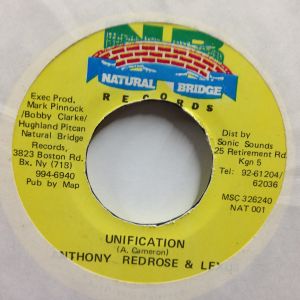 NATURAL BRIDGE
RECORDS
Exec Prod.
Mark Pinnock
/Bobby Clarke/
Hughland Pitcan
Natural Bridge
Records,
3823 Boston Rd.
Bx. Ny (718)
994-6940
Pub by Map
Dist by
Sonic Sounds
25 Retirement Rd.
Kgn 5
Tel: 92-61204/
62036
MSC 326240
NAT 001
UNIFICATION
(A. Cameron)
REDROSE &